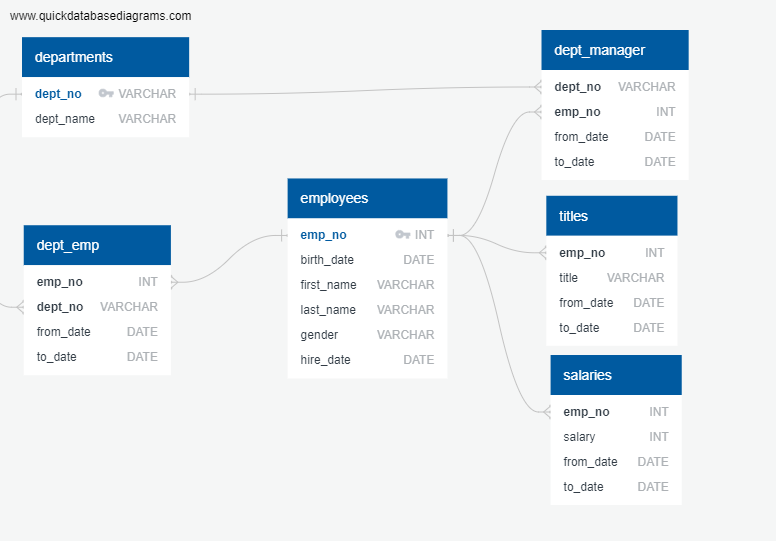 www.quickdatabasediagrams.com
departments
dept_no VARCHAR
dept_name VARCHAR
dept_emp
emp_no INT
dept_no VARCHAR
from_date DATE
to_date DATE
employees
emp_no INT
birth_date DATE
first_name VARCHAR
last_name VARCHAR
gender VARCHAR
hire_date DATE
dept_manager
dept_no VARCHAR
emp_no INT
from_date DATE
to_date DATE
titles
emp_no INT
title VARCHAR
from_date DATE
to_date DATE
salaries
emp_no INT
salary INT
from_date DATE
to_date DATE